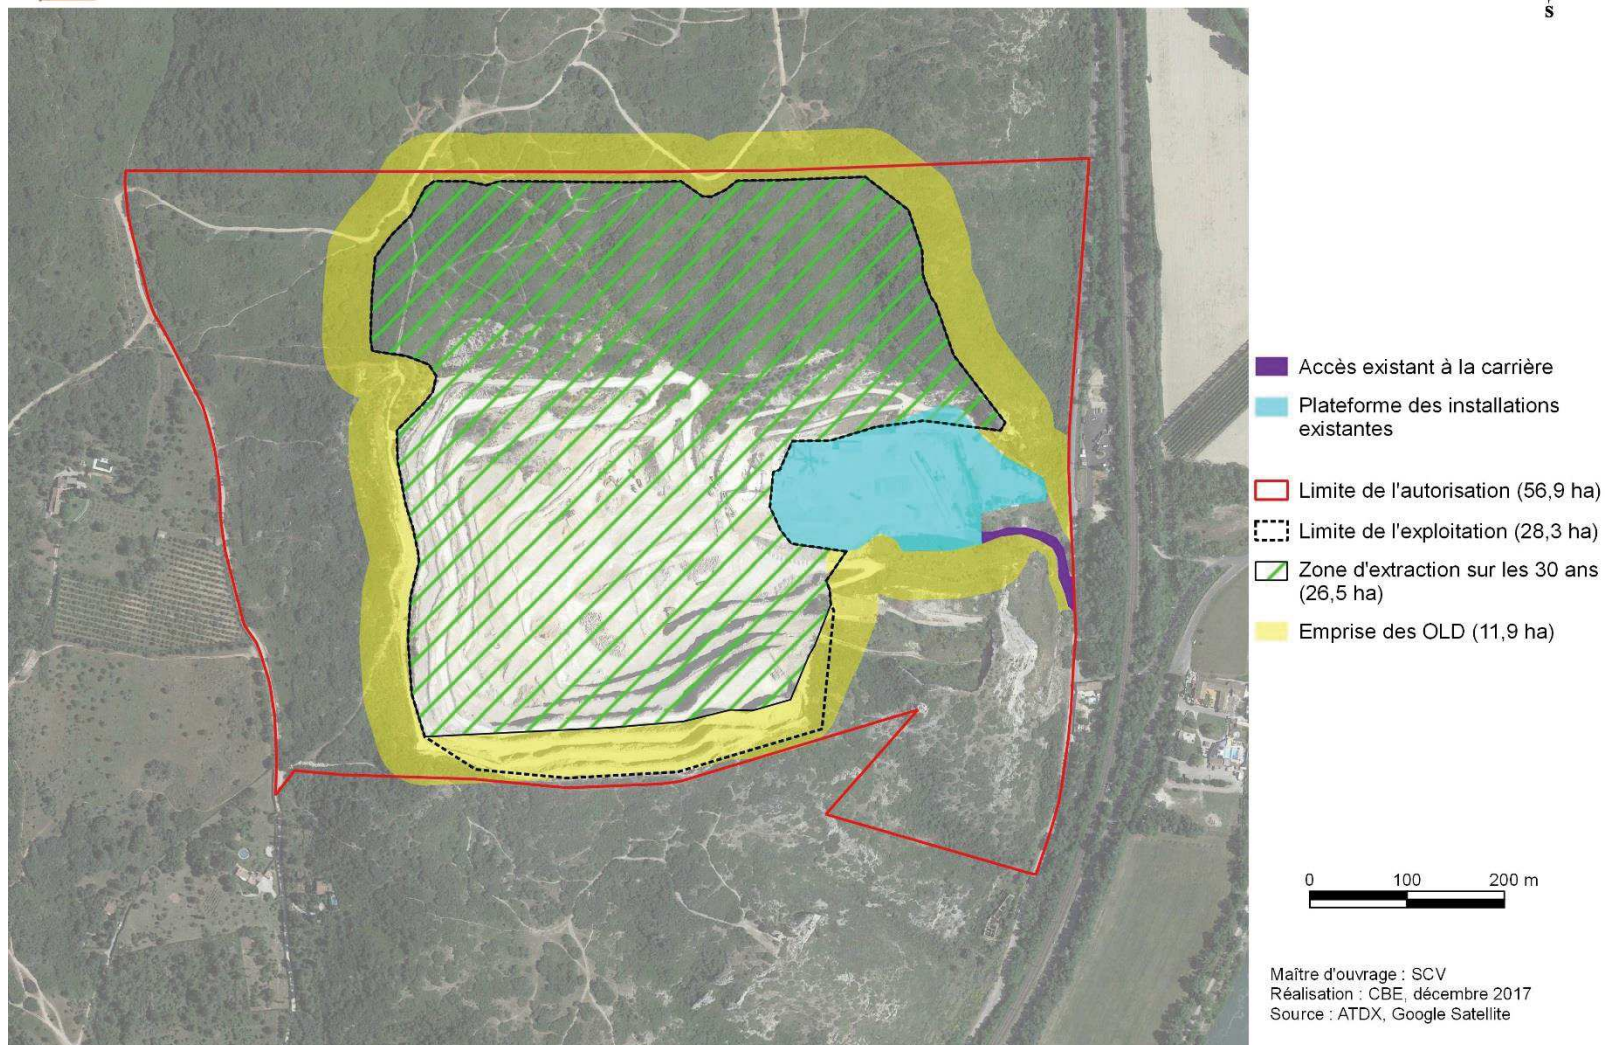 S
Accès existant à la carrière
Plateforme des installations
existantes
Limite de l'autorisation (56,9 ha)
Limite de l'exploitation (28,3 ha)
Zone d'extraction sur les 30 ans
(26,5 ha)
Emprise des OLD (11,9 ha)
0 100 200 m
Maître d'ouvrage : SCV
Réalisation : CBE, décembre 2017
Source : ATDX, Google Satellite